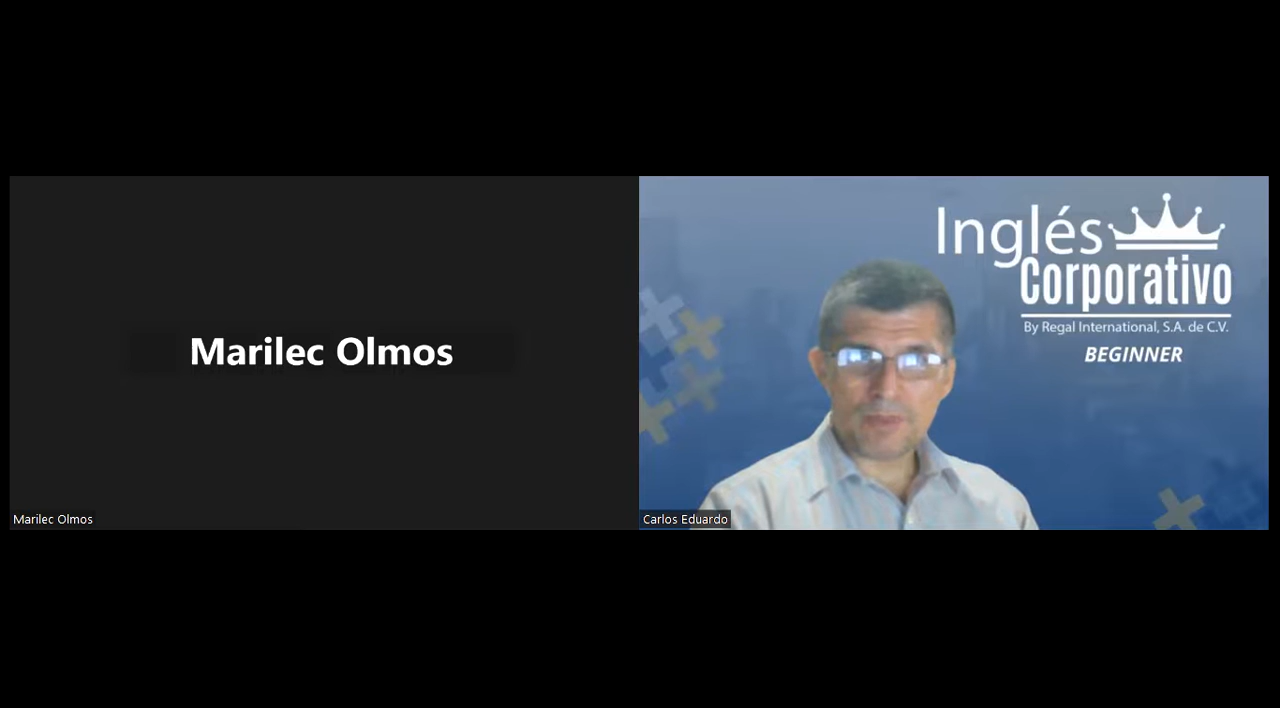 Marilec Olmos
Marilec Olmos
Inglés
Corporativo
By Regal International, S.A. de C.V.
BEGINNER
Carlos Eduardo